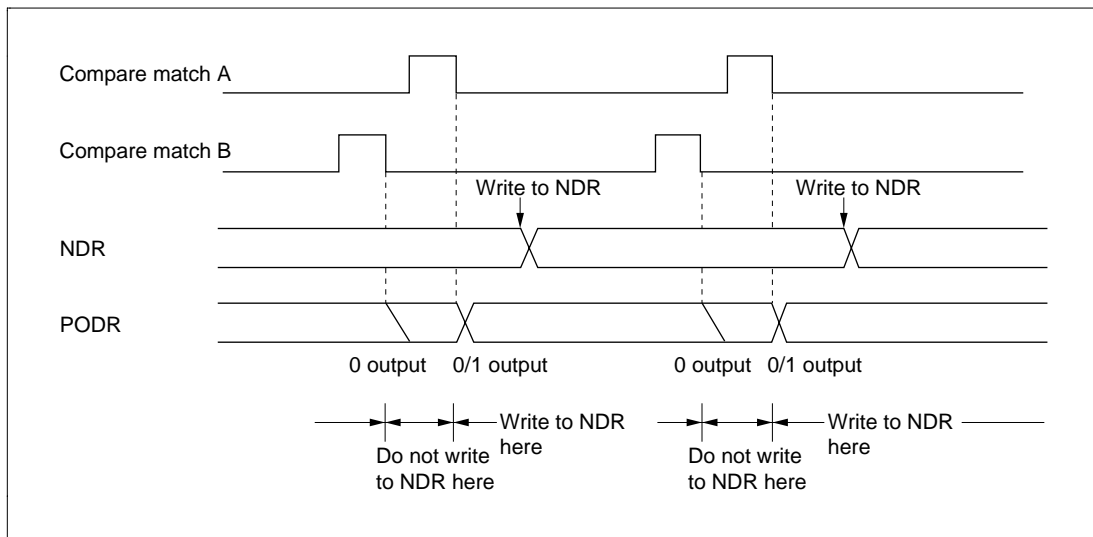 Compare match A
Compare match B
Write to NDR
Write to NDR
NDR
PODR
0 output
0/1 output
0 output
0/1 output
Write to NDR
here
Write to NDR
here
Do not write
to NDR here
Do not write
to NDR here